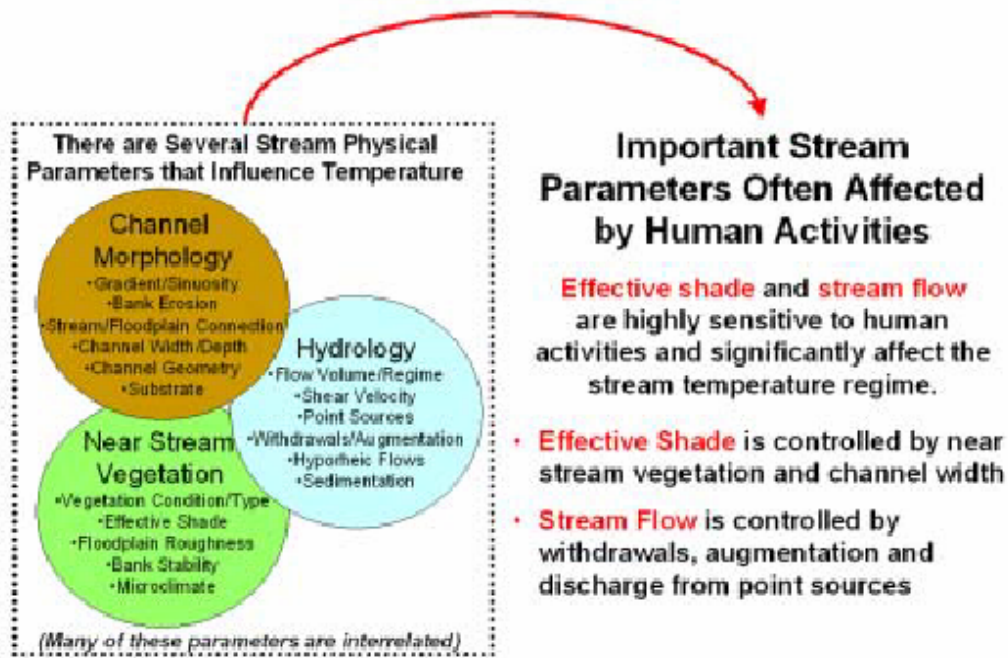 There are Several Stream Physical
Parameters that Influence Temperature
Channel
Morphology
•Gradient/Sinuosity
•Bank Erosion
•Stream/Floodplain Connection
•Channel Width/Depth
•Channel Geometry
•Substrate
Hydrology
•Flow Volume/Regime
•Shear Velocity
•Point Sources
•Withdrawals/Augmentation
•Hyporheic Flows
•Sedimentation
Near Stream
Vegetation
•Vegetation Condition/Type
•Effective Shade
•Floodplain Roughness
•Bank Stability
•Microclimate
(Many of these parameters are interrelated)
Important Stream
Parameters Often Affected
by Human Activities
Effective shade and stream flow
are highly sensitive to human
activities and significantly affect the
stream temperature regime.
• Effective Shade is controlled by near
stream vegetation and channel width
• Stream Flow is controlled by
withdrawals, augmentation and
discharge from point sources